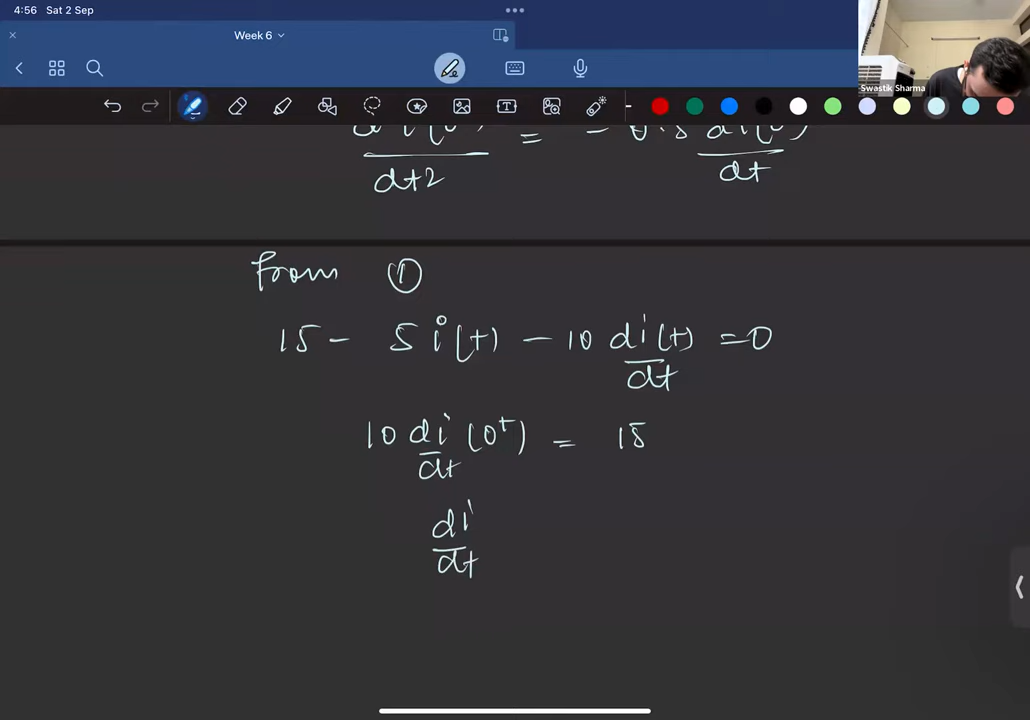 4:56 Sat 2 Sep
Week 6
Swastik Sharma
dt2 = dt
From ①
15 - 5 i(t) - 10 di(t)/dt = 0
10 di/dt (0⁺) = 15
di/dt